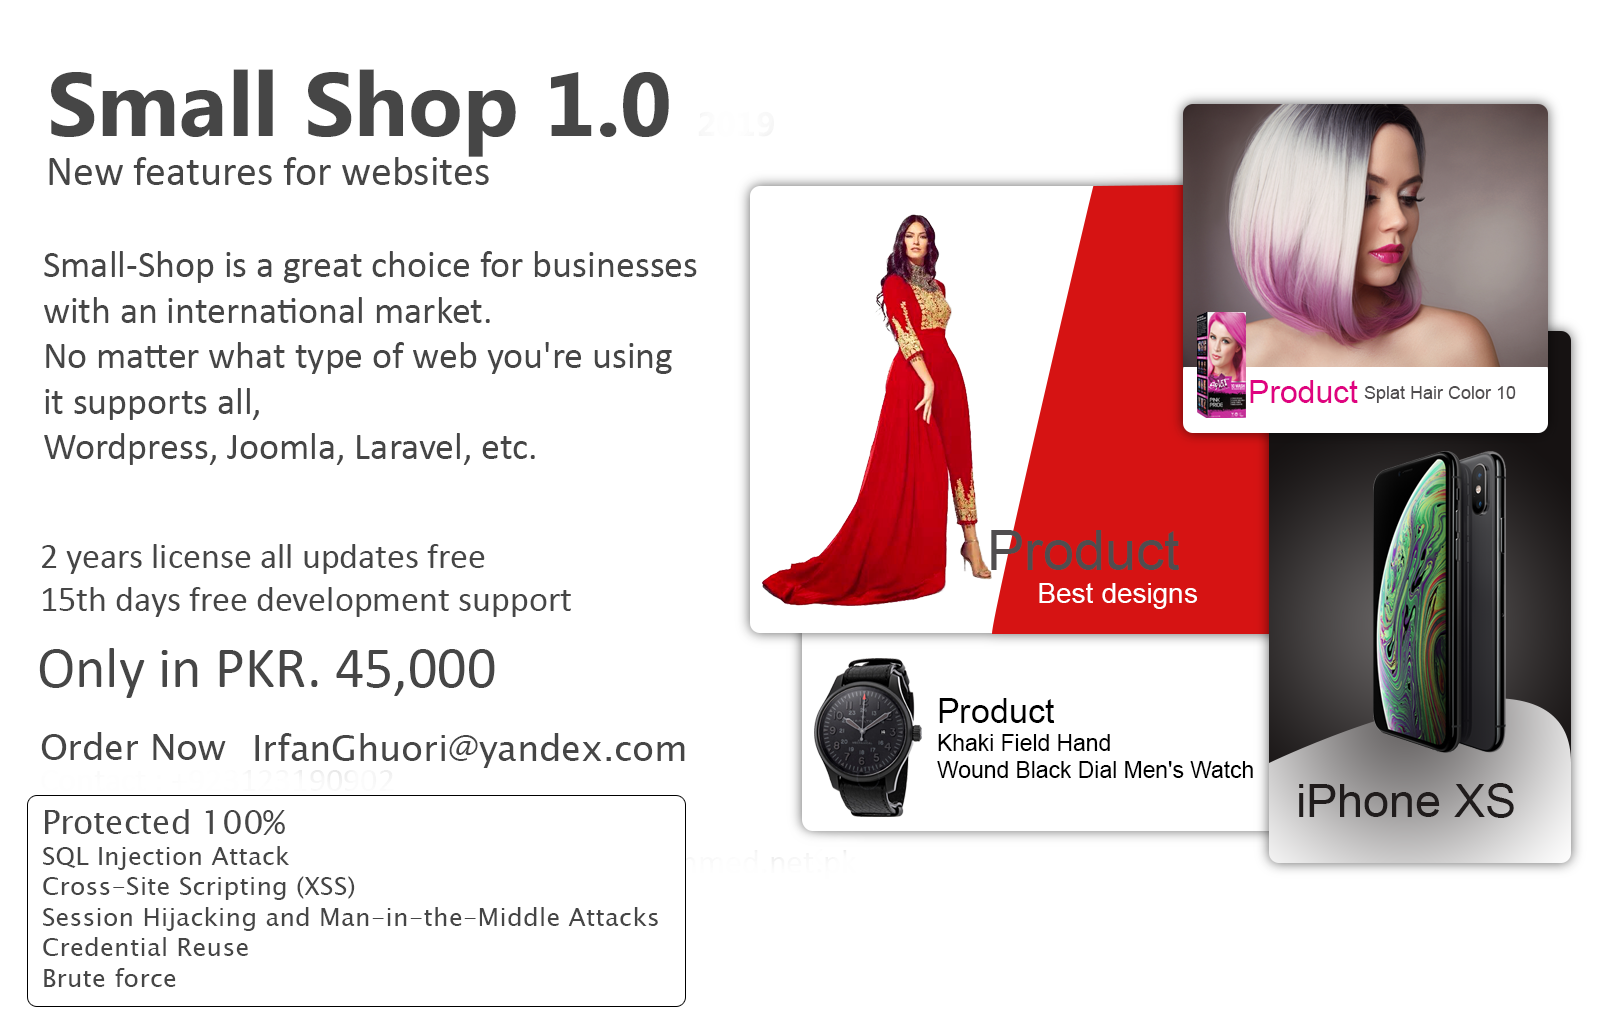 Small Shop 1.0
2019
New features for websites
Small-Shop is a great choice for businesses
with an international market.
No matter what type of web you're using
it supports all,
Wordpress, Joomla, Laravel, etc.
2 years license all updates free
15th days free development support
Only in PKR. 45,000
Order Now IrfanGhuori@yandex.com
Protected 100%
SQL Injection Attack
Cross-Site Scripting (XSS)
Session Hijacking and Man-in-the-Middle Attacks
Credential Reuse
Brute force
Product
Best designs
Product Splat Hair Color 10
SPLAT
PINK
PRIDE
Product
Khaki Field Hand
Wound Black Dial Men's Watch
iPhone XS